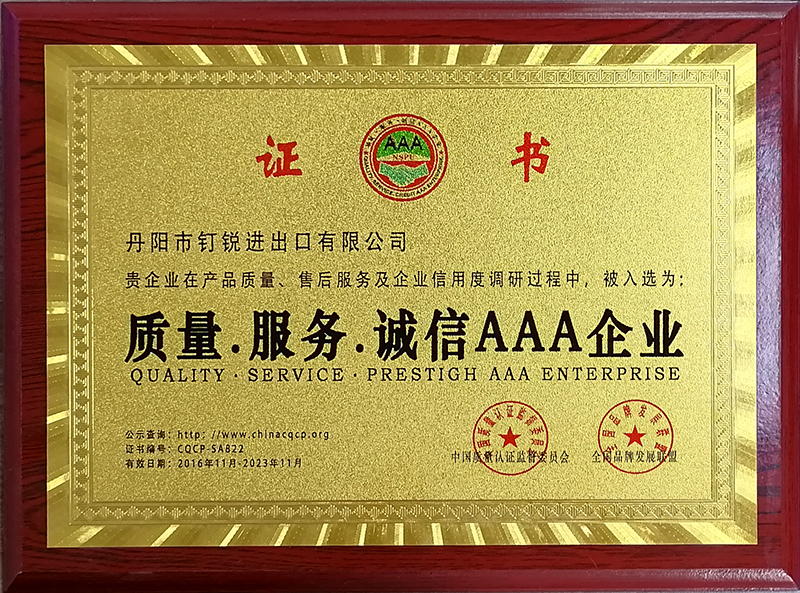 证 书
AAA
NSPE
丹阳市钉锐进出口有限公司
贵企业在产品质量、售后服务及企业信用度调研过程中，被入选为：
质量.服务.诚信AAA企业
QUALITY · SERVICE · PRESTIGH AAA ENTERPRISE
公示查询：http://www.chinacqcp.org
证书编号：CQCP-SA822
有效日期：2016年11月-2023年11月
中国质量认证监督委员会
全国品牌发展联盟